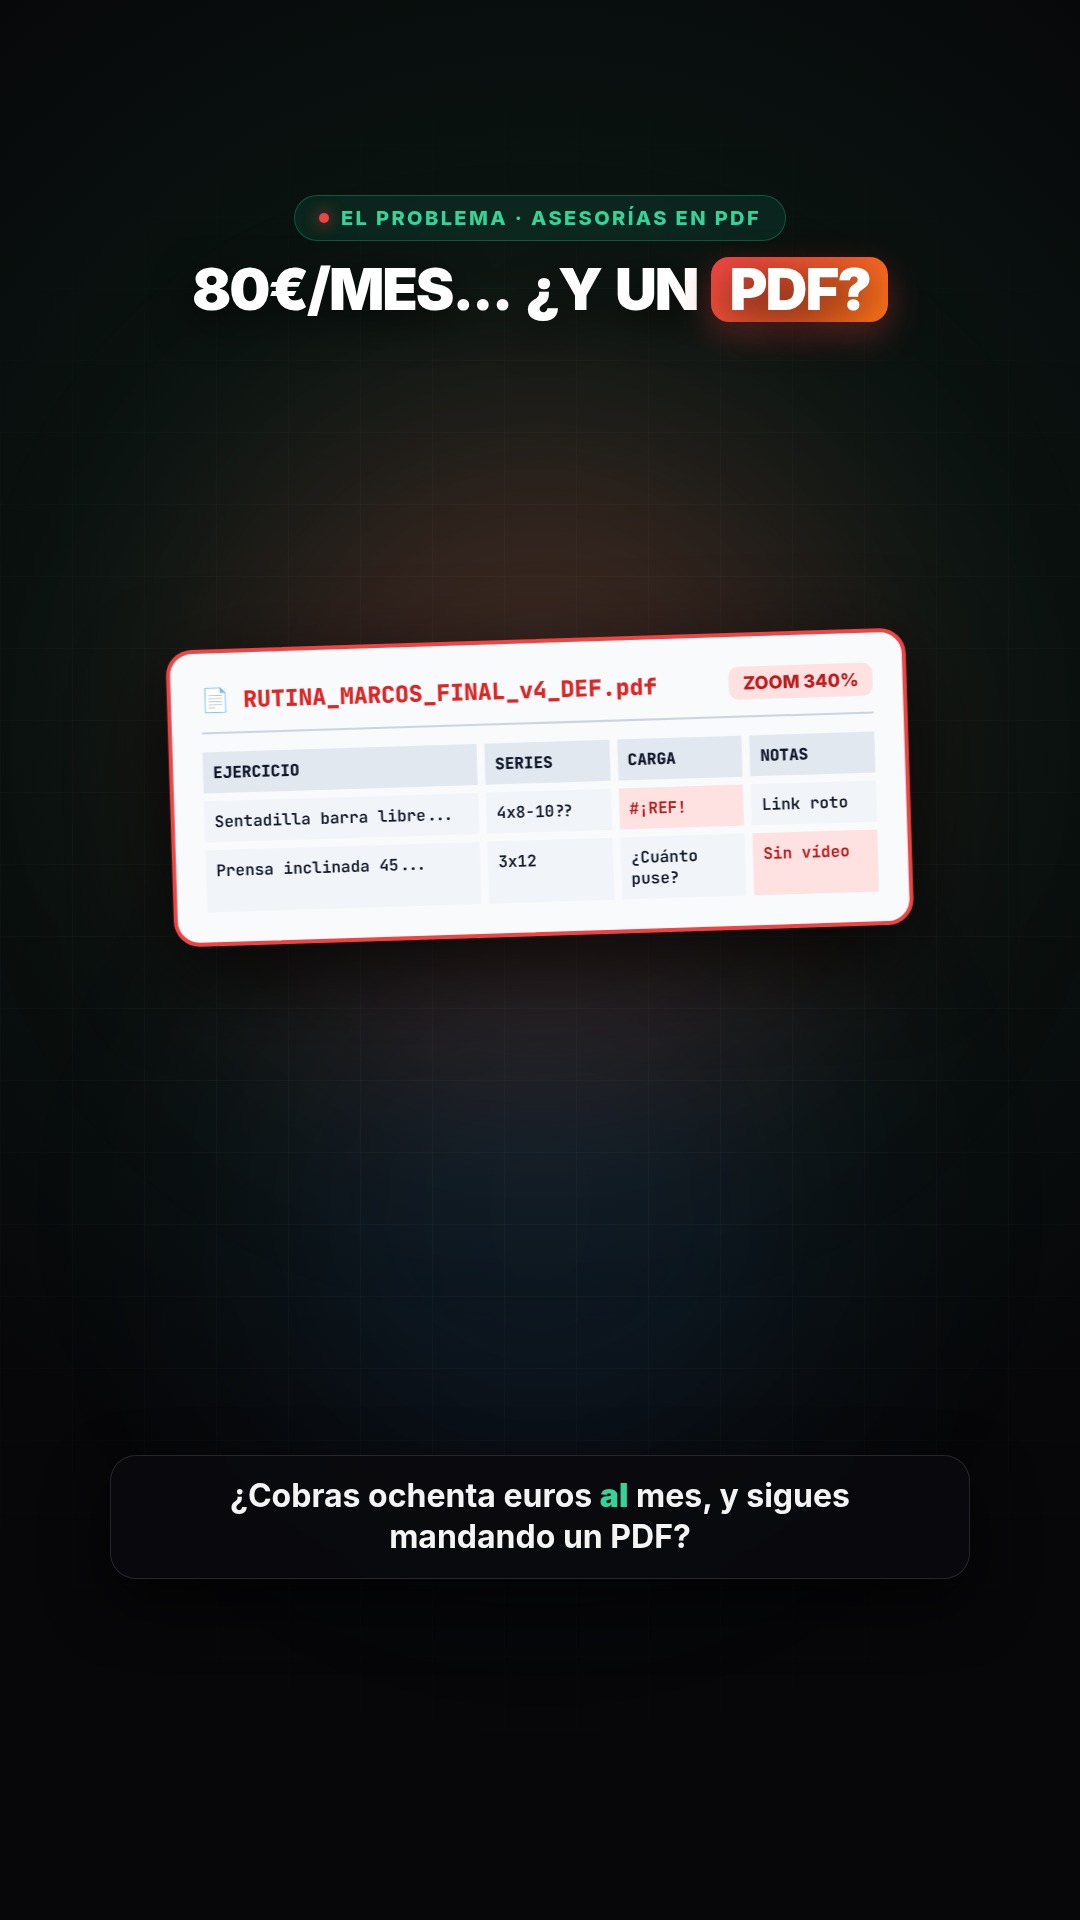 EL PROBLEMA · ASESORÍAS EN PDF
80€/MES... ¿Y UN PDF?
RUTINA_MARCOS_FINAL_v4_DEF.pdf
ZOOM 340%
EJERCICIO SERIES CARGA NOTAS
Sentadilla barra libre... 4x8-10?? #¡REF! Link roto
Prensa inclinada 45... 3x12 ¿Cuánto puse? Sin vídeo
¿Cobras ochenta euros al mes, y sigues
mandando un PDF?